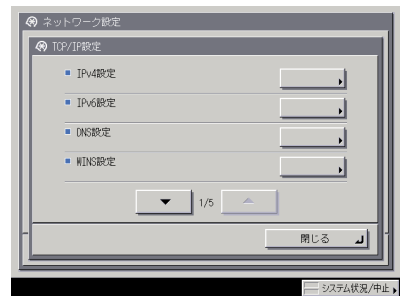 ネットワーク設定
TCP/IP設定
IPv4設定
IPv6設定
DNS設定
WINS設定
1/5
閉じる
システム状況/中止